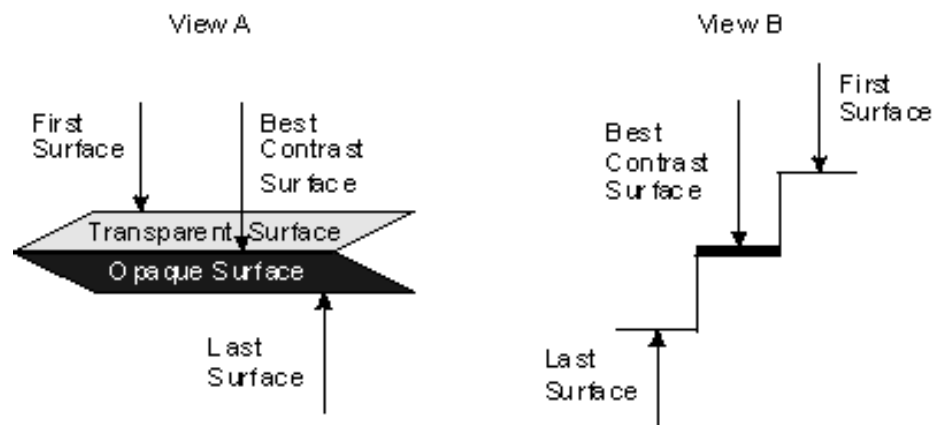 View A
First
Surface
Best
Contrast
Surface
Transparent Surface
Opaque Surface
Last
Surface
View B
First
Surface
Best
Contrast
Surface
Last
Surface